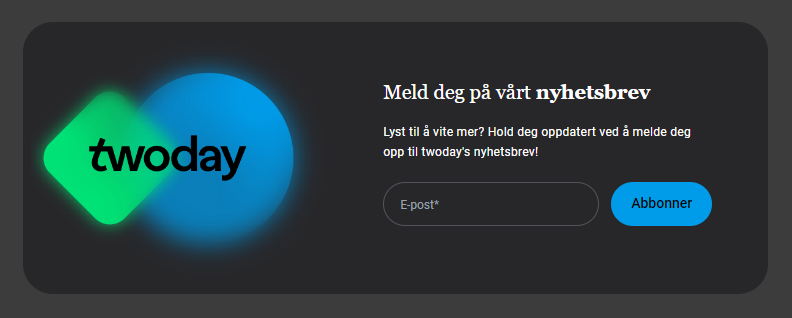 twoday
Meld deg på vårt nyhetsbrev
Lyst til å vite mer? Hold deg oppdatert ved å melde deg
opp til twoday's nyhetsbrev!
E-post*
Abbonner